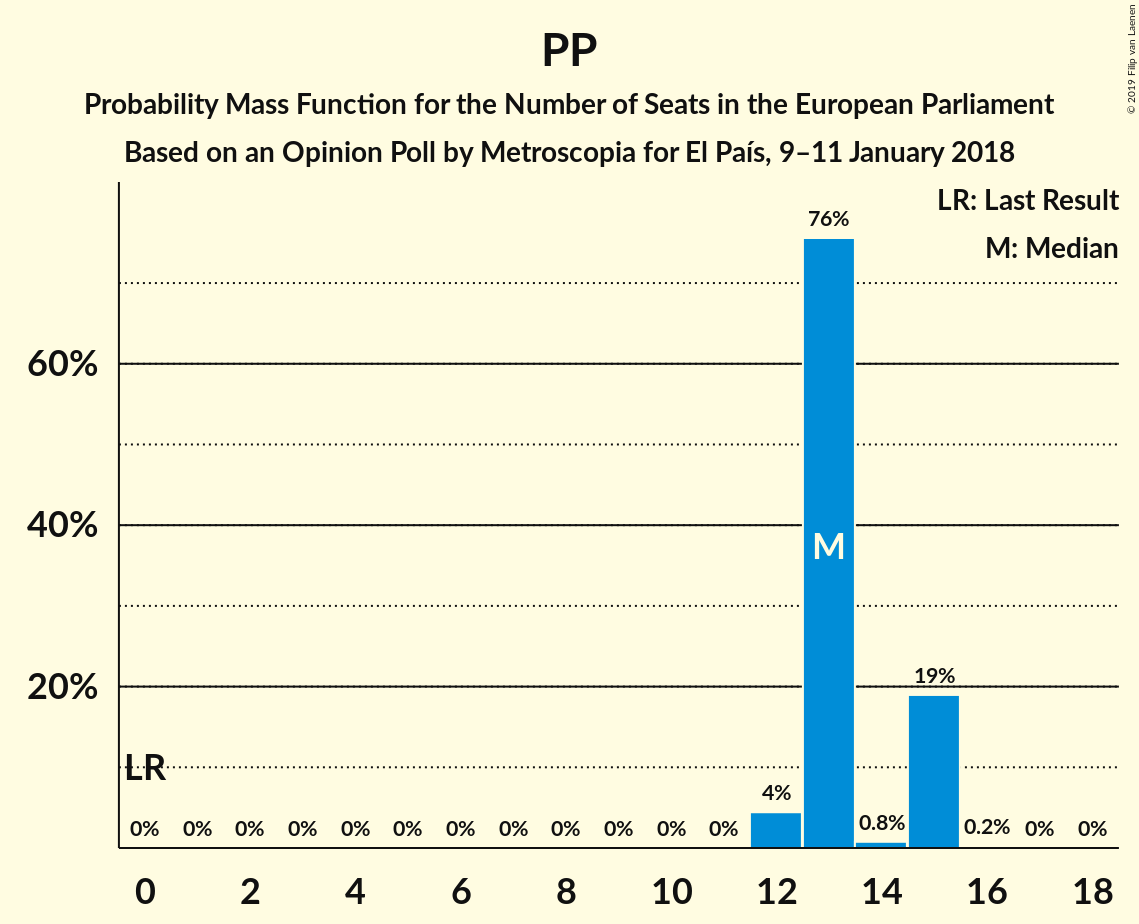 PP
Probability Mass Function for the Number of Seats in the European Parliament
Based on an Opinion Poll by Metroscopia for El País, 9–11 January 2018
© 2019 Filip van Laenen
LR: Last Result
M: Median
76%
60%
40%
M
20%
19%
LR
4%
0% 0% 0% 0% 0% 0% 0% 0% 0% 0% 0% 0% 0.8% 0.2% 0% 0%
0 2 4 6 8 10 12 14 16 18